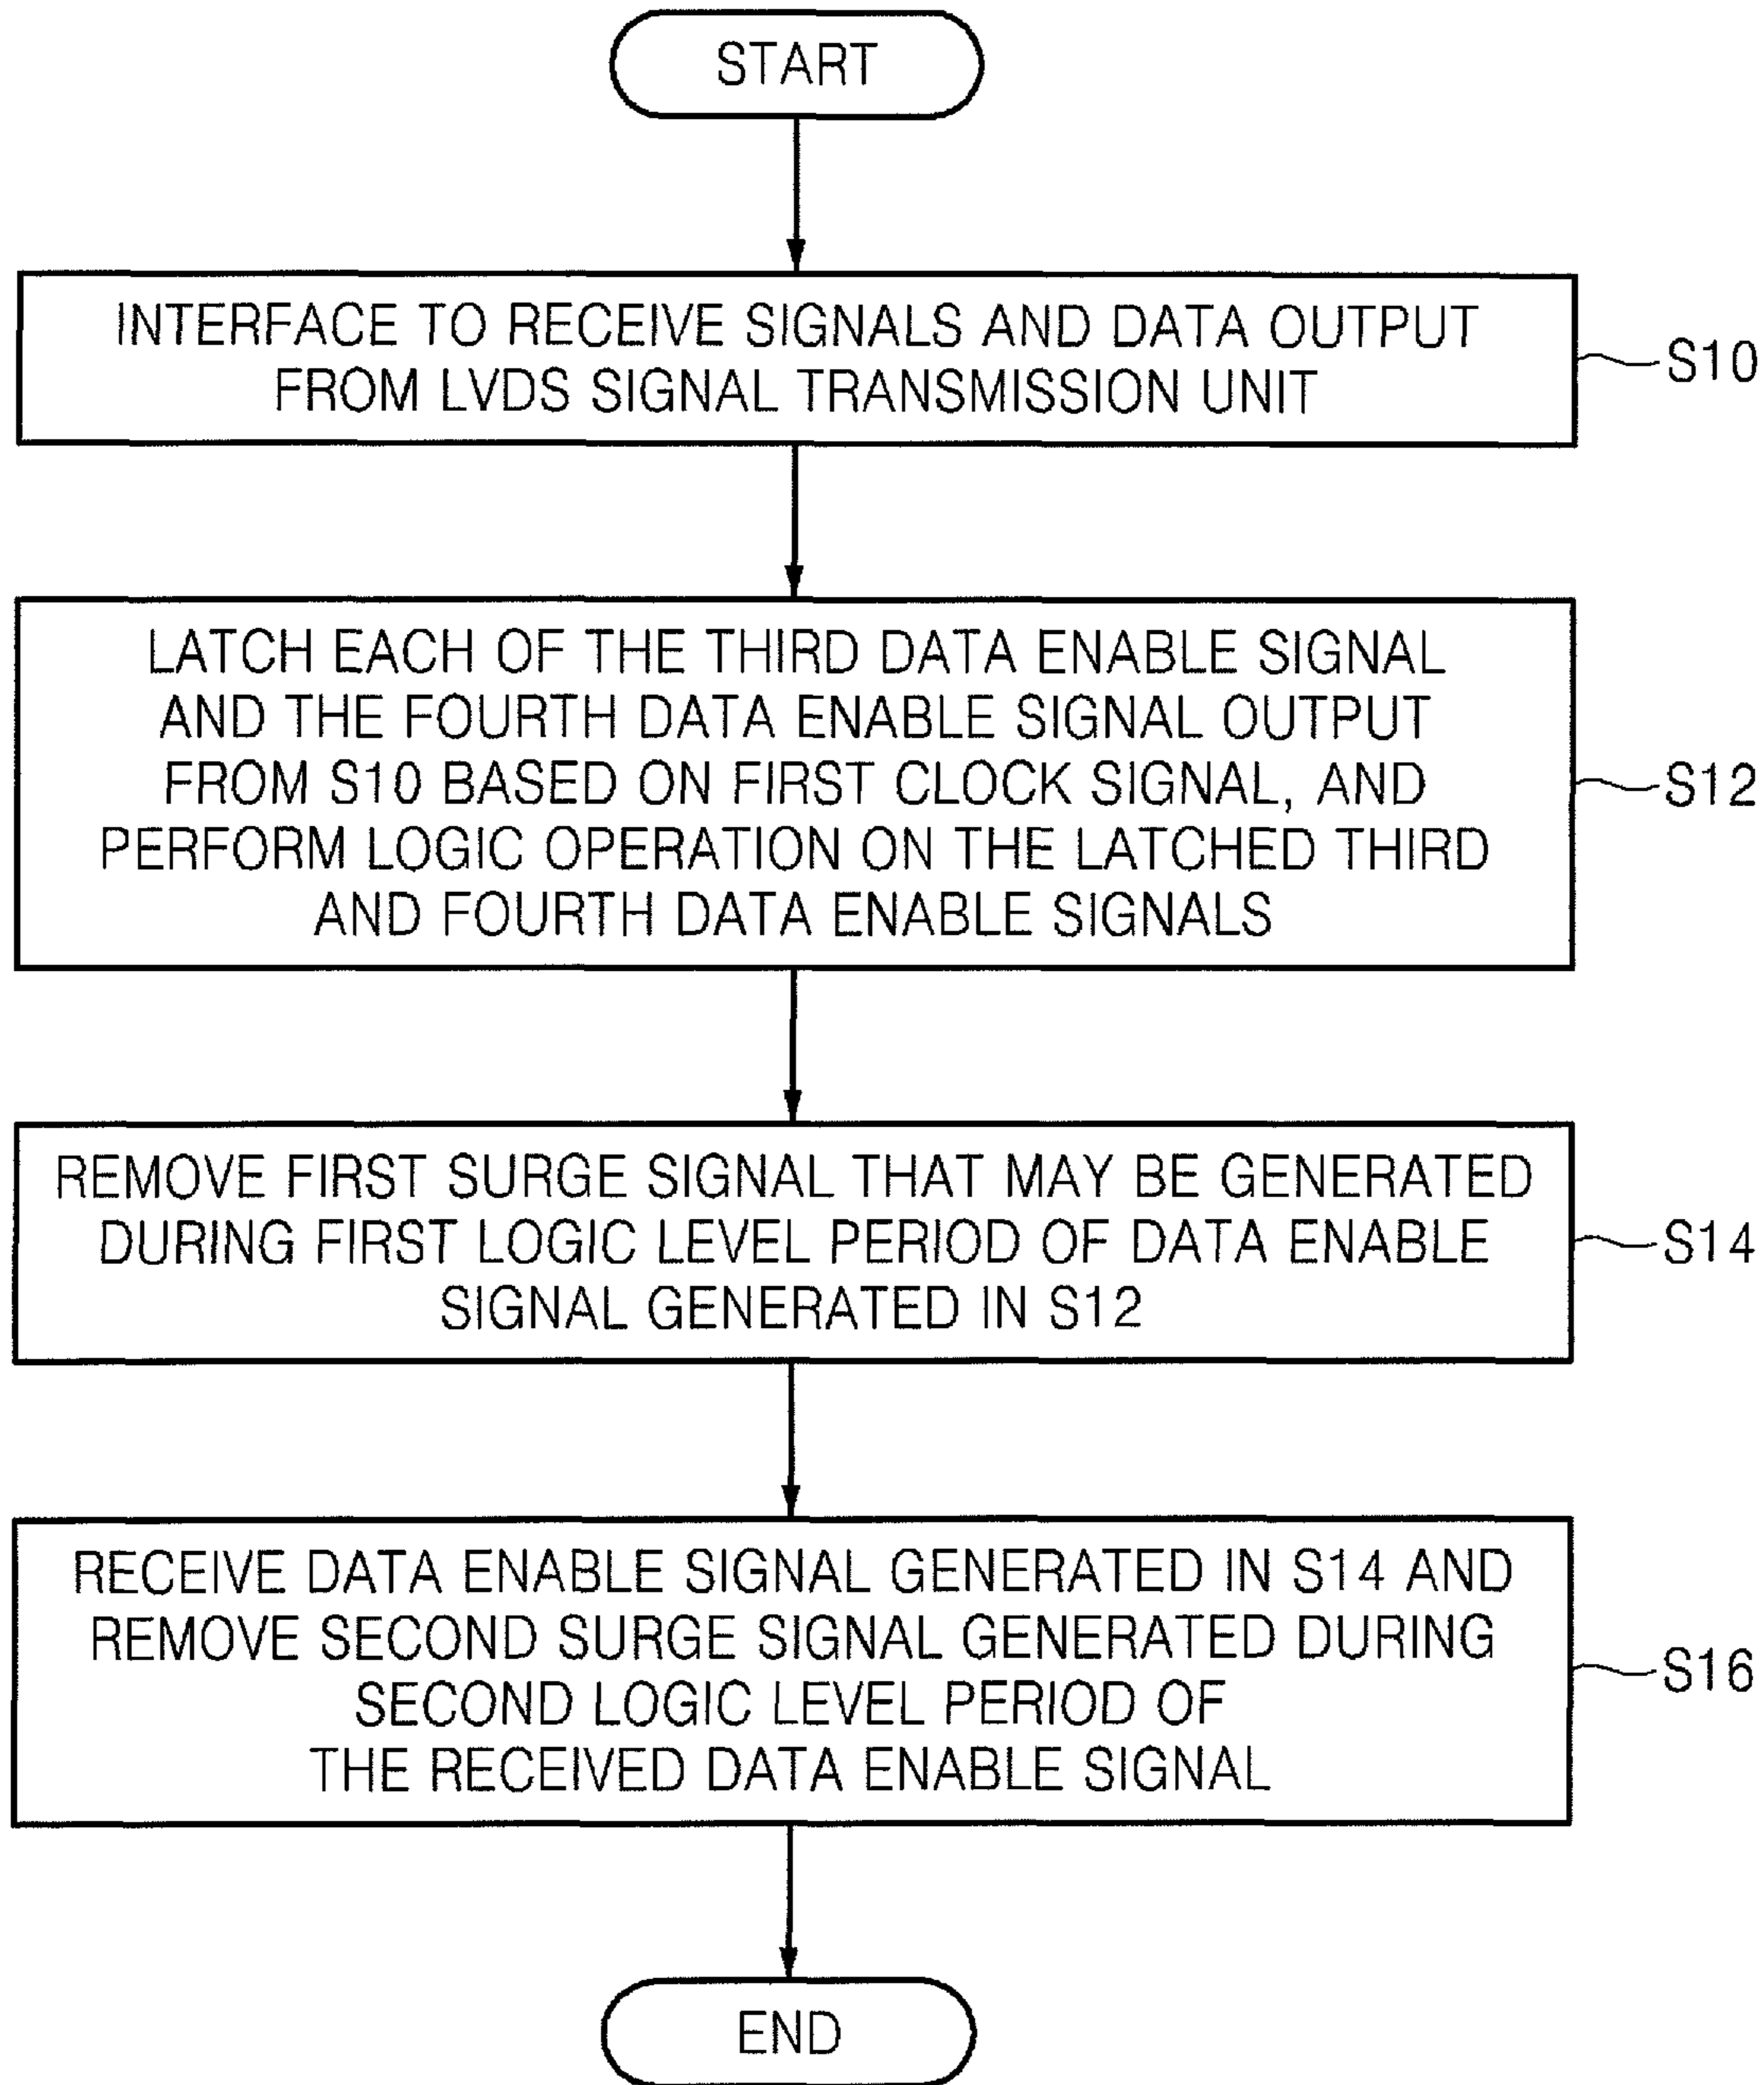 START
INTERFACE TO RECEIVE SIGNALS AND DATA OUTPUT
FROM LVDS SIGNAL TRANSMISSION UNIT
S10
LATCH EACH OF THE THIRD DATA ENABLE SIGNAL
AND THE FOURTH DATA ENABLE SIGNAL OUTPUT
FROM S10 BASED ON FIRST CLOCK SIGNAL, AND
PERFORM LOGIC OPERATION ON THE LATCHED THIRD
AND FOURTH DATA ENABLE SIGNALS
S12
REMOVE FIRST SURGE SIGNAL THAT MAY BE GENERATED
DURING FIRST LOGIC LEVEL PERIOD OF DATA ENABLE
SIGNAL GENERATED IN S12
S14
RECEIVE DATA ENABLE SIGNAL GENERATED IN S14 AND
REMOVE SECOND SURGE SIGNAL GENERATED DURING
SECOND LOGIC LEVEL PERIOD OF
THE RECEIVED DATA ENABLE SIGNAL
S16
END